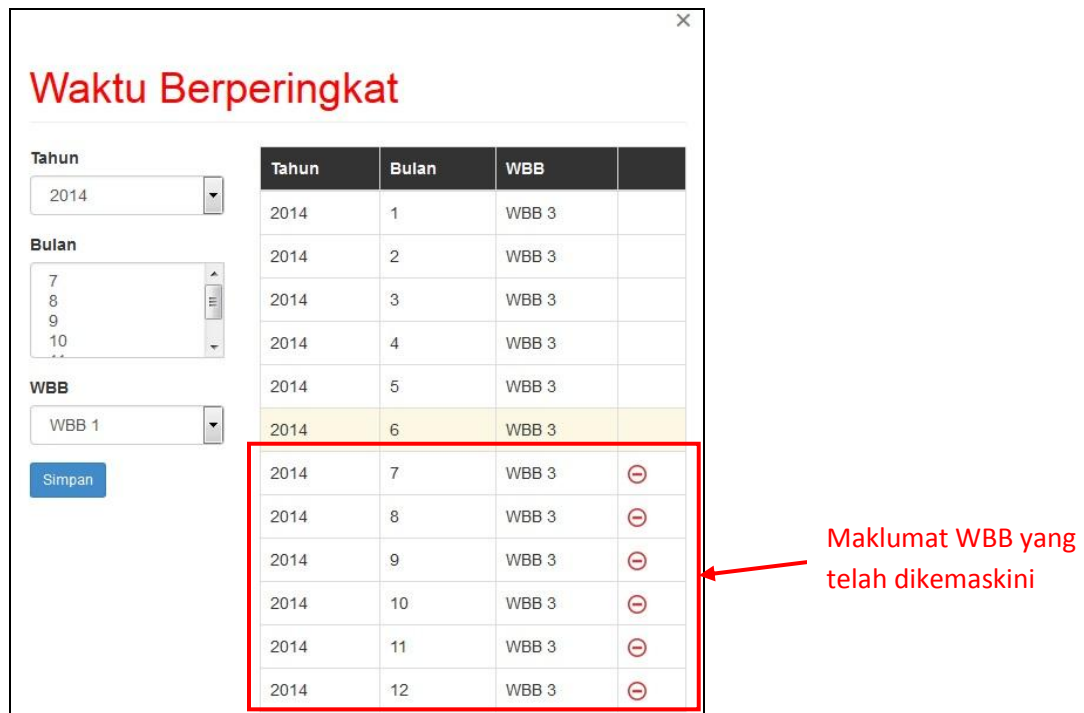 ×
Waktu Berperingkat
Tahun
2014
Bulan
7
8
9
10
WBB
WBB 1
Simpan
Tahun Bulan WBB
2014 1 WBB 3
2014 2 WBB 3
2014 3 WBB 3
2014 4 WBB 3
2014 5 WBB 3
2014 6 WBB 3
2014 7 WBB 3
2014 8 WBB 3
2014 9 WBB 3
2014 10 WBB 3
2014 11 WBB 3
2014 12 WBB 3
Maklumat WBB yang
telah dikemaskini